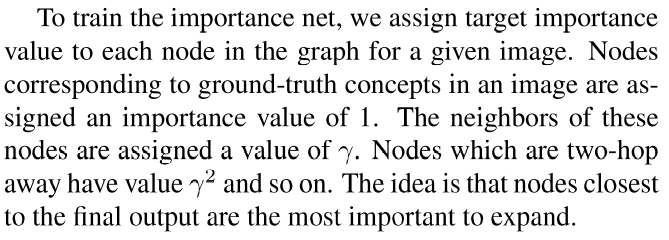 To train the importance net, we assign target importance
value to each node in the graph for a given image. Nodes
corresponding to ground-truth concepts in an image are as-
signed an importance value of 1. The neighbors of these
nodes are assigned a value of γ. Nodes which are two-hop
away have value γ² and so on. The idea is that nodes closest
to the final output are the most important to expand.